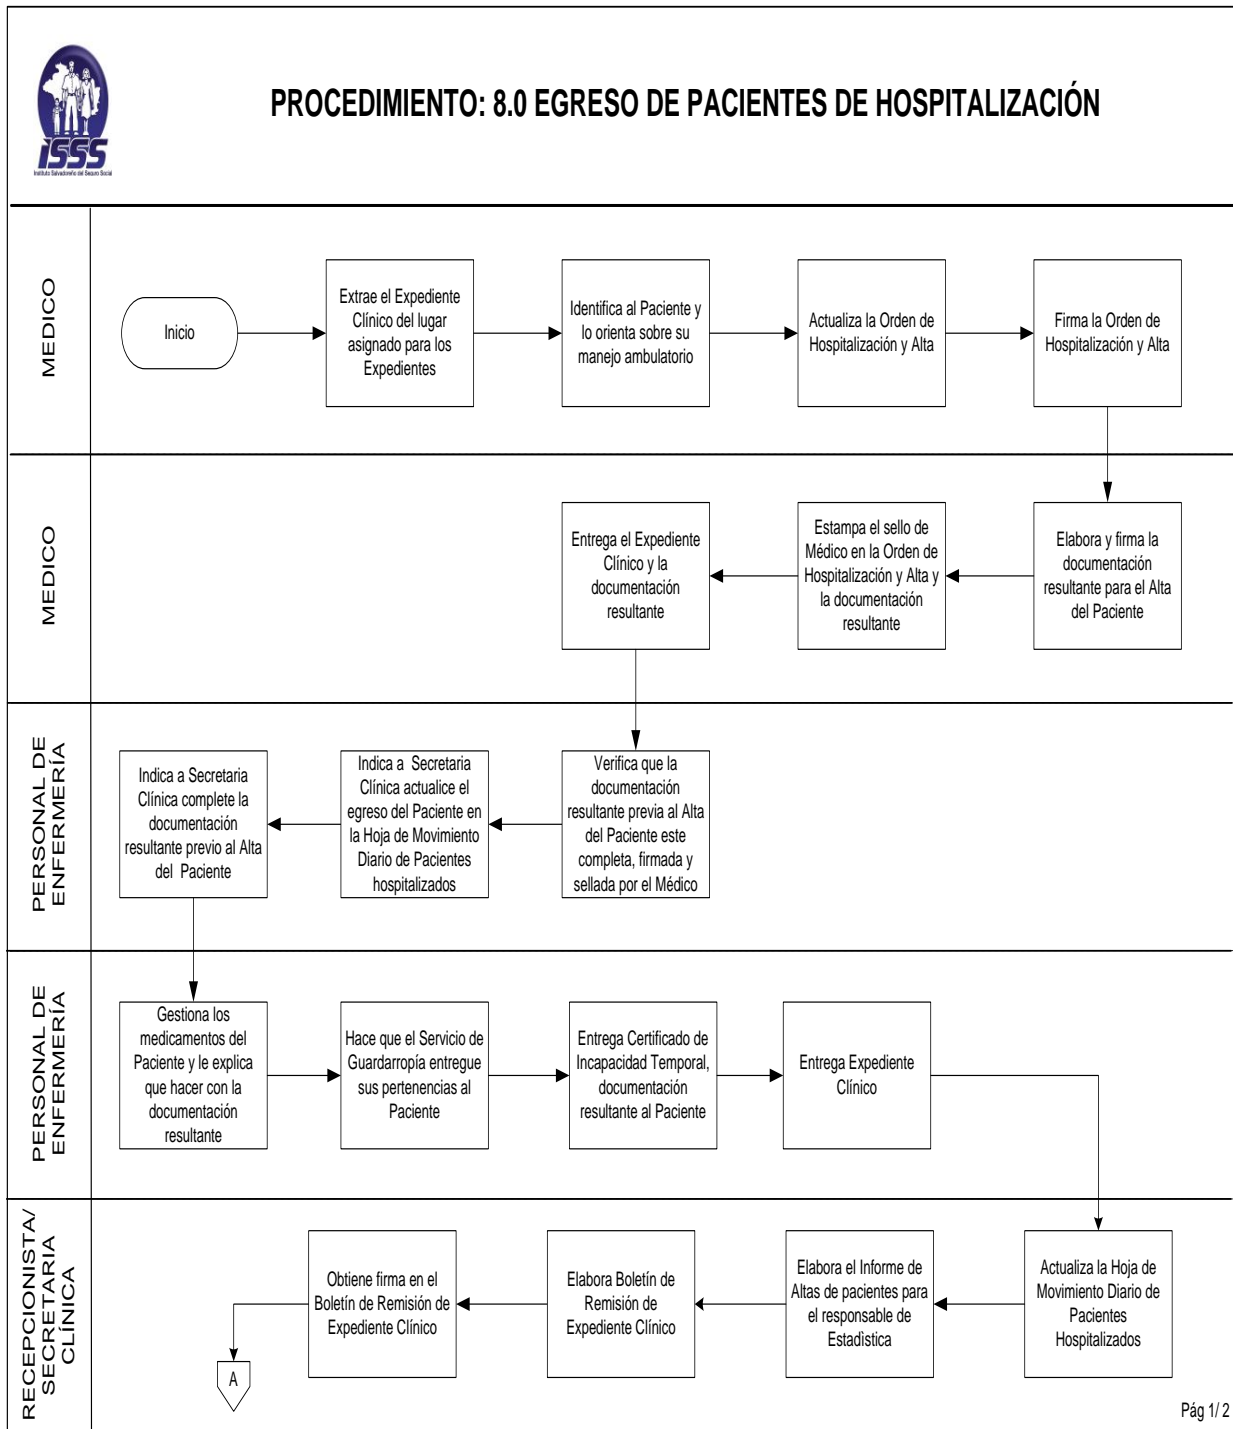 ISSS
Instituto Salvadoreño del Seguro Social
PROCEDIMIENTO: 8.0 EGRESO DE PACIENTES DE HOSPITALIZACIÓN
MEDICO
Inicio
Extrae el Expediente
Clínico del lugar
asignado para los
Expedientes
Identifica al Paciente y
lo orienta sobre su
manejo ambulatorio
Actualiza la Orden de
Hospitalización y Alta
Firma la Orden de
Hospitalización y Alta
MEDICO
Elabora y firma la
documentación
resultante para el Alta
del Paciente
Estampa el sello de
Médico en la Orden de
Hospitalización y Alta y
la documentación
resultante
Entrega el Expediente
Clínico y la
documentación
resultante
PERSONAL DE
ENFERMERÍA
Verifica que la
documentación
resultante previa al Alta
del Paciente este
completa, firmada y
sellada por el Médico
Indica a  Secretaria
Clínica actualice el
egreso del Paciente en
la Hoja de Movimiento
Diario de Pacientes
hospitalizados
Indica a Secretaria
Clínica complete la
documentación
resultante previo al Alta
del  Paciente
PERSONAL DE
ENFERMERÍA
Gestiona los
medicamentos del
Paciente y le explica
que hacer con la
documentación
resultante
Hace que el Servicio de
Guardarropía entregue
sus pertenencias al
Paciente
Entrega Certificado de
Incapacidad Temporal,
documentación
resultante al Paciente
Entrega Expediente
Clínico
RECEPCIONISTA/
SECRETARIA
CLÍNICA
Actualiza la Hoja de
Movimiento Diario de
Pacientes
Hospitalizados
Elabora el Informe de
Altas de pacientes para
el responsable de
Estadìstica
Elabora Boletín de
Remisión de
Expediente Clínico
Obtiene firma en el
Boletín de Remisión de
Expediente Clínico
A
Pág 1/ 2